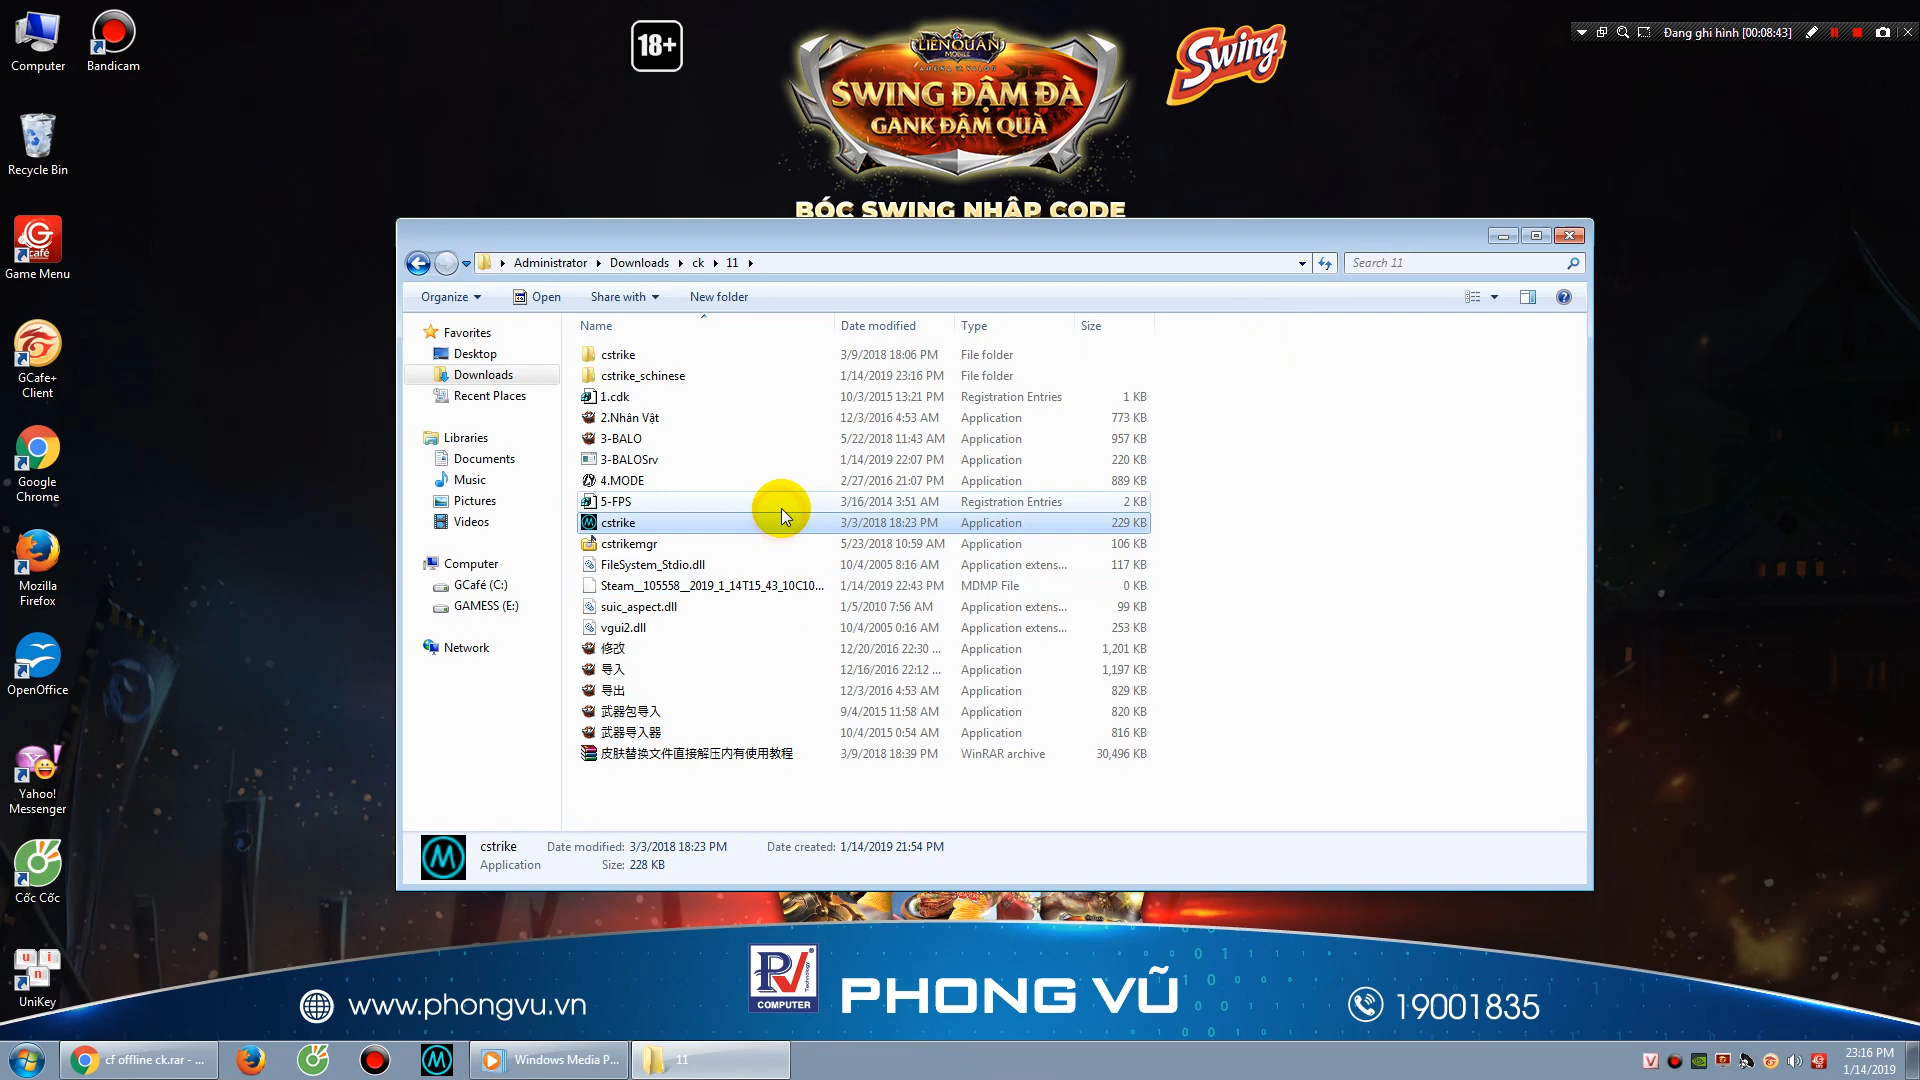 Computer
Bandicam
Recycle Bin
Game Menu
GCafe+
Client
Google
Chrome
Mozilla
Firefox
OpenOffice
Yahoo!
Messenger
Cốc Cốc
UniKey
18+
LIÊN QUÂN
MOBILE
ARENA OF VALOR
SWING ĐẬM ĐÀ
GANK ĐẬM QUÀ
Swing
BÓC SWING NHẬP CODE
Đang ghi hình [00:08:43]
Administrator
Downloads
ck
11
Search 11
Organize
Open
Share with
New folder
Favorites
Desktop
Downloads
Recent Places
Libraries
Documents
Music
Pictures
Videos
Computer
GCafé (C:)
GAMESS (E:)
Network
Name Date modified Type Size
cstrike 3/9/2018 18:06 PM File folder
cstrike_schinese 1/14/2019 23:16 PM File folder
1.cdk 10/3/2015 13:21 PM Registration Entries 1 KB
2.Nhân Vật 12/3/2016 4:53 AM Application 773 KB
3-BALO 5/22/2018 11:43 AM Application 957 KB
3-BALOSrv 1/14/2019 22:07 PM Application 220 KB
4.MODE 2/27/2016 21:07 PM Application 889 KB
5-FPS 3/16/2014 3:51 AM Registration Entries 2 KB
cstrike 3/3/2018 18:23 PM Application 229 KB
cstrikemgr 5/23/2018 10:59 AM Application 106 KB
FileSystem_Stdio.dll 10/4/2005 8:16 AM Application extens... 117 KB
Steam__105558__2019_1_14T15_43_10C10... 1/14/2019 22:43 PM MDMP File 0 KB
suic_aspect.dll 1/5/2010 7:56 AM Application extens... 99 KB
vgui2.dll 10/4/2005 0:16 AM Application extens... 253 KB
修改 12/20/2016 22:30 ... Application 1,201 KB
导入 12/16/2016 22:12 ... Application 1,197 KB
导出 12/3/2016 4:53 AM Application 829 KB
武器包导入 9/4/2015 11:58 AM Application 820 KB
武器导入器 10/4/2015 0:54 AM Application 816 KB
皮肤替换文件直接解压内有使用教程 3/9/2018 18:39 PM WinRAR archive 30,496 KB
cstrike Date modified: 3/3/2018 18:23 PM Date created: 1/14/2019 21:54 PM
Application Size: 228 KB
www.phongvu.vn
COMPUTER
PHONG VŨ
19001835
cf offline ck.rar - ...
Windows Media P...
11
23:16 PM
1/14/2019